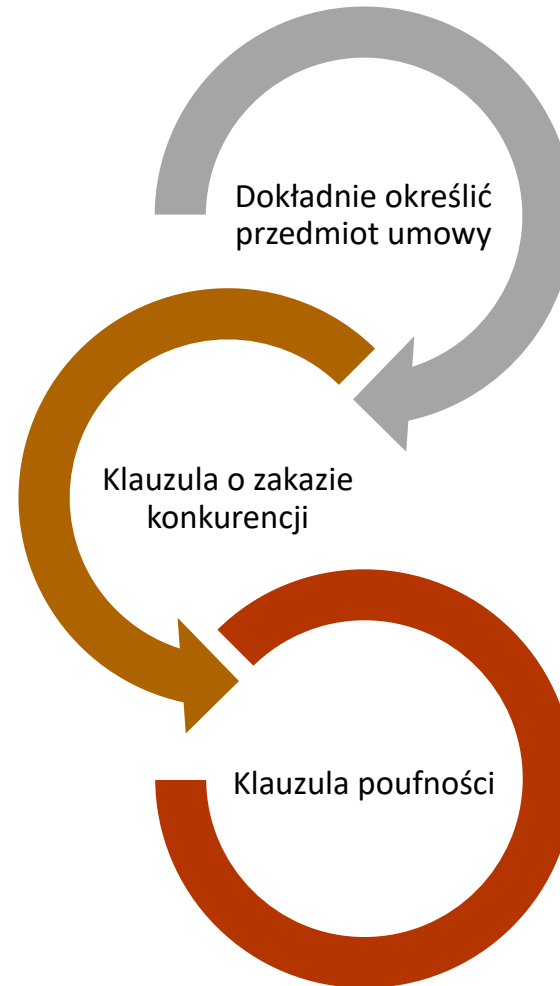 Dokładnie określić
przedmiot umowy
Klauzula o zakazie
konkurencji
Klauzula poufności